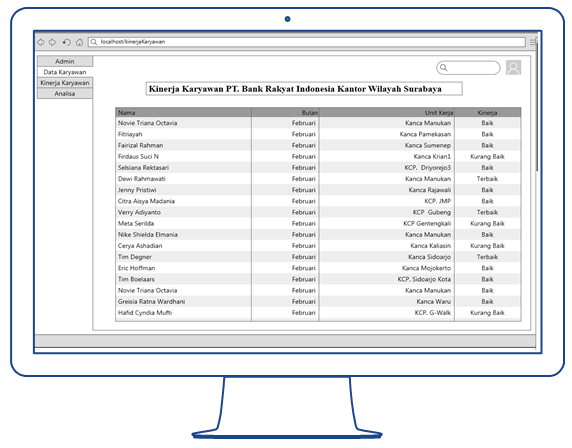 localhost/kinerjaKaryawan
Admin
Data Karyawan
Kinerja Karyawan
Analisa
Kinerja Karyawan PT. Bank Rakyat Indonesia Kantor Wilayah Surabaya
Nama Bulan Unit Kerja Kinerja
Novie Triana Octavia Februari Kanca Manukan Baik
Fitriayah Februari Kanca Pamekasan Baik
Fairizal Rahman Februari Kanca Sumenep Baik
Firdaus Suci N Februari Kanca Krian1 Kurang Baik
Selsiana Rektasari Februari KCP. Driyorejo3 Baik
Dewi Rahmawati Februari Kanca Manukan Terbaik
Jenny Pristiwi Februari Kanca Rajawali Baik
Citra Aisya Madania Februari KCP. JMP Baik
Verry Adiyanto Februari KCP Gubeng Terbaik
Meta Serilda Februari KCP Gentengkali Kurang Baik
Nike Shielda Elmania Februari Kanca Manukan Baik
Cerya Ashadian Februari Kanca Kaliasin Kurang Baik
Tim Degner Februari Kanca Sidoarjo Terbaik
Eric Hoffman Februari Kanca Mojokerto Baik
Tim Boelaars Februari KCP. Sidoarjo Kota Baik
Novie Triana Octavia Februari Kanca Manukan Baik
Greisia Ratna Wardhani Februari Kanca Waru Baik
Hafid Cyndia Mufti Februari KCP. G-Walk Kurang Baik